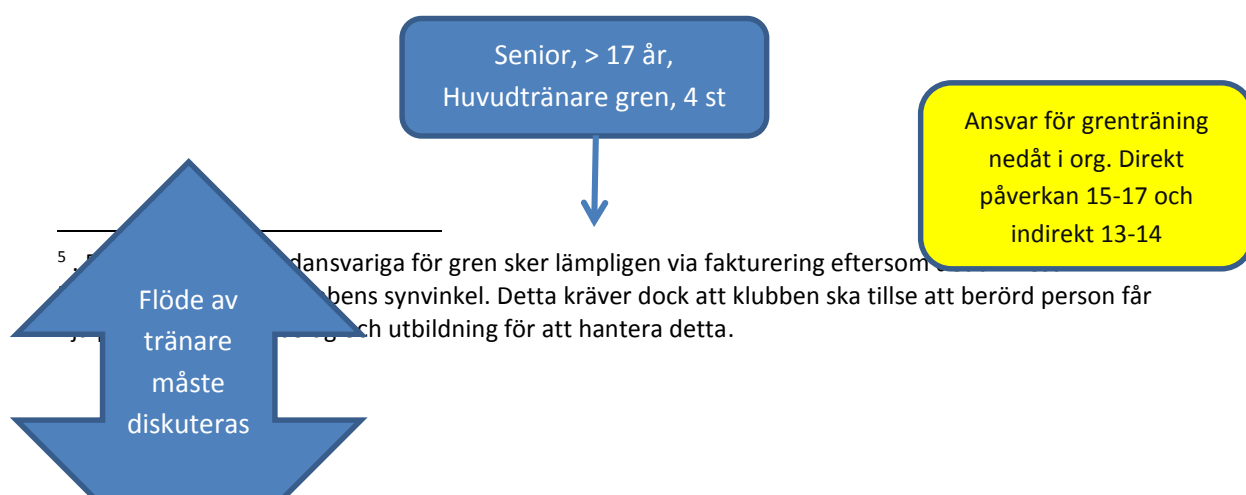 Senior, > 17 år,
Huvudtränare gren, 4 st
Ansvar för grenträning
nedåt i org. Direkt
påverkan 15-17 och
indirekt 13-14
5 . dansvariga för gren sker lämpligen via fakturering eftersom
bens synvinkel. Detta kräver dock att klubben ska tillse att berörd person får
och utbildning för att hantera detta.
Flöde av
tränare
måste
diskuteras